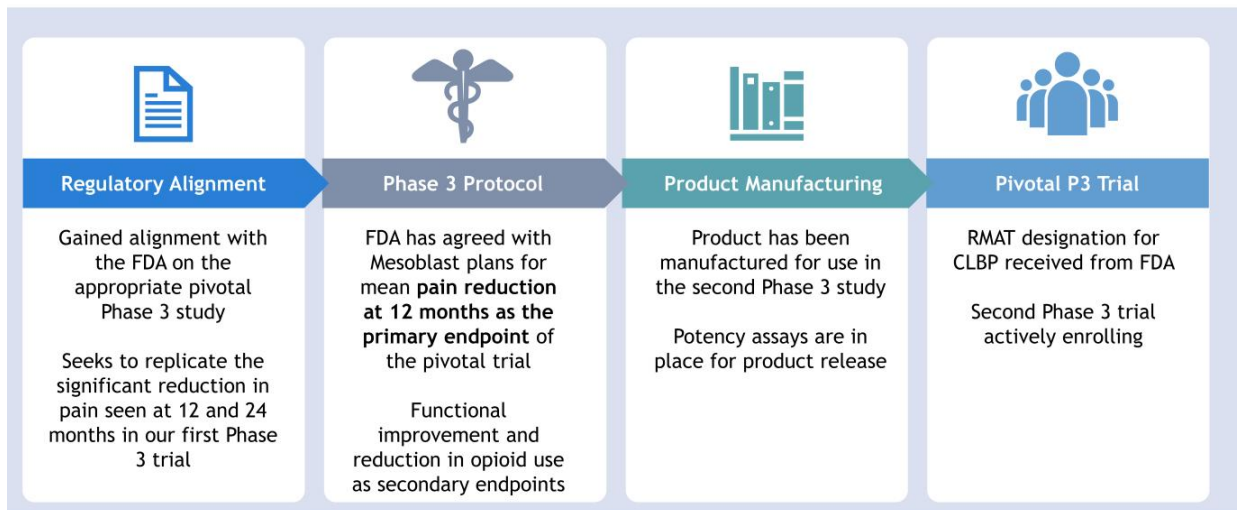 Regulatory Alignment
Gained alignment with
the FDA on the
appropriate pivotal
Phase 3 study
Seeks to replicate the
significant reduction in
pain seen at 12 and 24
months in our first Phase
3 trial
Phase 3 Protocol
FDA has agreed with
Mesoblast plans for
mean pain reduction
at 12 months as the
primary endpoint of
the pivotal trial
Functional
improvement and
reduction in opioid use
as secondary endpoints
Product Manufacturing
Product has been
manufactured for use in
the second Phase 3 study
Potency assays are in
place for product release
Pivotal P3 Trial
RMAT designation for
CLBP received from FDA
Second Phase 3 trial
actively enrolling